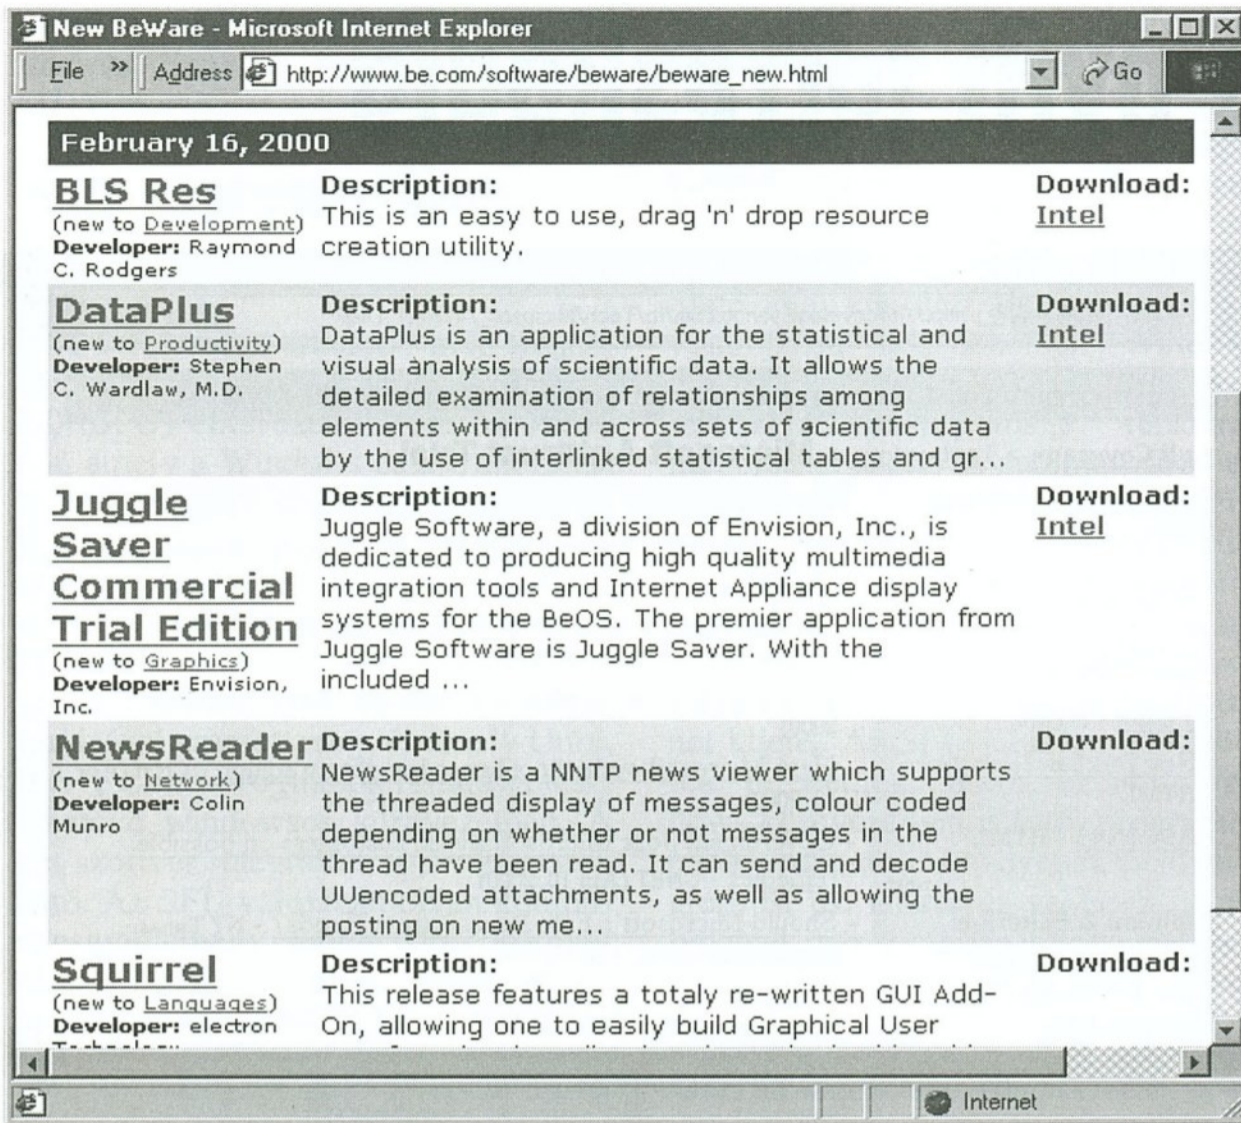 New BeWare - Microsoft Internet Explorer
File » Address http://www.be.com/software/beware/beware_new.html Go
February 16, 2000
BLS Res
(new to Development)
Developer: Raymond
C. Rodgers
Description:
This is an easy to use, drag 'n' drop resource
creation utility.
Download:
Intel
DataPlus
(new to Productivity)
Developer: Stephen
C. Wardlaw, M.D.
Description:
DataPlus is an application for the statistical and
visual analysis of scientific data. It allows the
detailed examination of relationships among
elements within and across sets of scientific data
by the use of interlinked statistical tables and gr...
Download:
Intel
Juggle
Saver
Commercial
Trial Edition
(new to Graphics)
Developer: Envision,
Inc.
Description:
Juggle Software, a division of Envision, Inc., is
dedicated to producing high quality multimedia
integration tools and Internet Appliance display
systems for the BeOS. The premier application from
Juggle Software is Juggle Saver. With the
included ...
Download:
Intel
NewsReader
(new to Network)
Developer: Colin
Munro
Description:
NewsReader is a NNTP news viewer which supports
the threaded display of messages, colour coded
depending on whether or not messages in the
thread have been read. It can send and decode
UUencoded attachments, as well as allowing the
posting on new me...
Download:
Squirrel
(new to Languages)
Developer: electron
Description:
This release features a totaly re-written GUI Add-
On, allowing one to easily build Graphical User
Download:
Internet